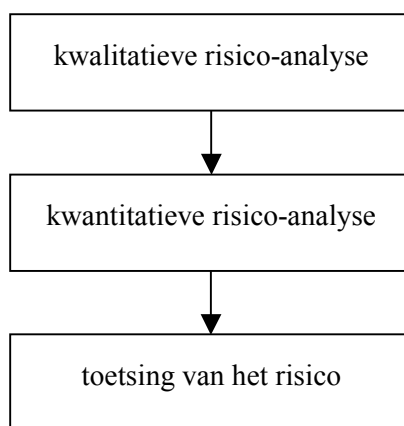 kwalitatieve risico-analyse
kwantitatieve risico-analyse
toetsing van het risico